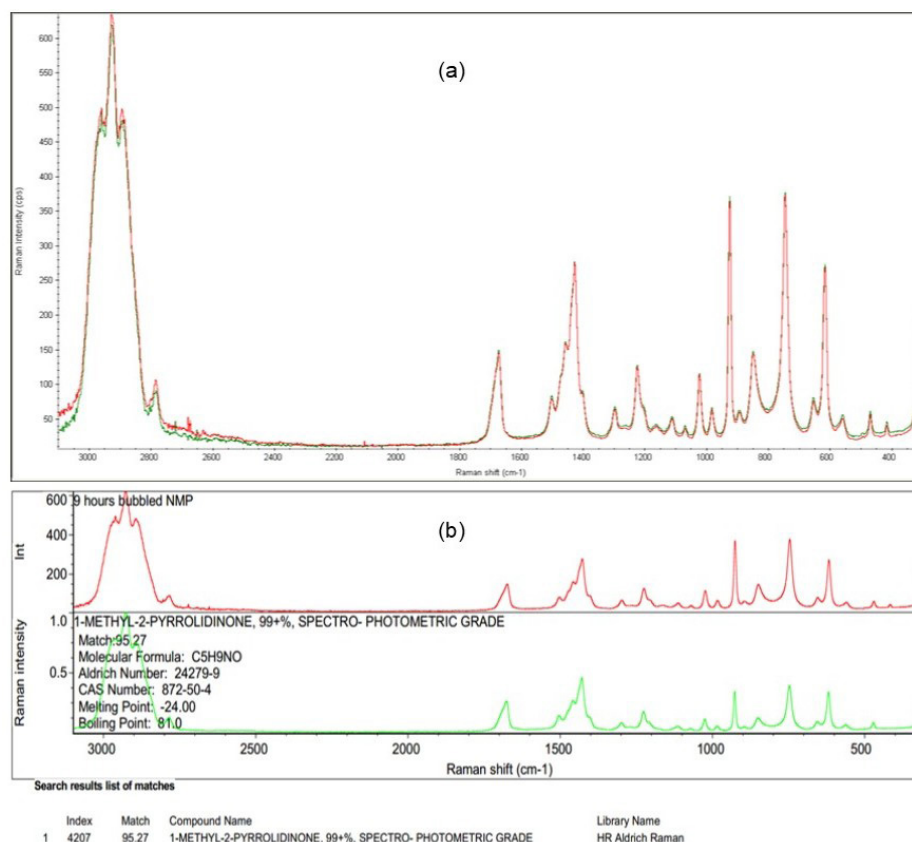 (a)
Raman intensity (cps)
600
550
500
450
400
350
300
250
200
150
100
50
3000 2800 2600 2400 2200 2000 1800 1600 1400 1200 1000 800 600 400
Raman shift (cm-1)
(b)
9 hours bubbled NMP
Int
600
400
200
1-METHYL-2-PYRROLIDINONE, 99+%, SPECTRO- PHOTOMETRIC GRADE
Match:95.27
Molecular Formula: C5H9NO
Aldrich Number: 24279-9
CAS Number: 872-50-4
Melting Point: -24.00
Boiling Point: 81.0
Raman intensity
1.0
0.5
3000 2500 2000 1500 1000 500
Raman shift (cm-1)
Search results list of matches
Index Match Compound Name Library Name
1 4207 95.27 1-METHYL-2-PYRROLIDINONE, 99+%, SPECTRO- PHOTOMETRIC GRADE HR Aldrich Raman